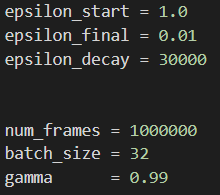 epsilon_start = 1.0
epsilon_final = 0.01
epsilon_decay = 30000
num_frames = 1000000
batch_size = 32
gamma      = 0.99